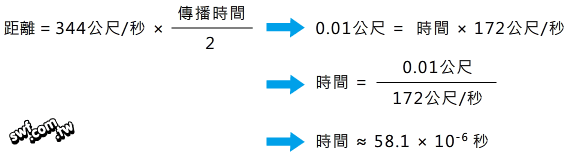 距離 = 344公尺/秒 × 傳播時間 / 2
0.01公尺 = 時間 × 172公尺/秒
時間 = 0.01公尺 / 172公尺/秒
時間 ≈ 58.1 × 10⁻⁶ 秒
swf.com.tw